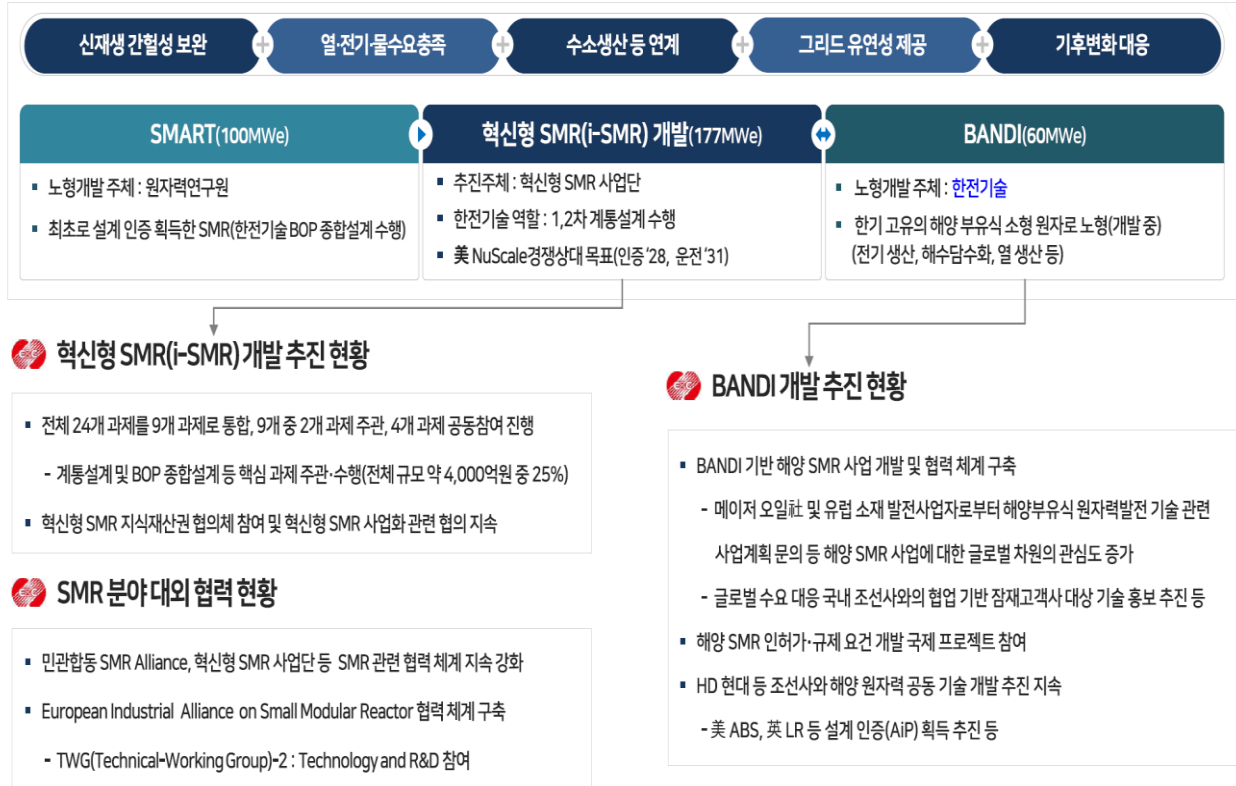 신재생 간헐성 보완 + 열·전기·물수요충족 + 수소생산 등 연계 + 그리드 유연성 제공 + 기후변화 대응
SMART(100MWe)
▪ 노형개발 주체 : 원자력연구원
▪ 최초로 설계 인증 획득한 SMR(한전기술 BOP 종합설계 수행)
혁신형 SMR(i-SMR) 개발(177MWe)
▪ 추진주체 : 혁신형 SMR 사업단
▪ 한전기술 역할 : 1,2차 계통설계 수행
▪ 美 NuScale경쟁상대 목표(인증 ‘28, 운전 ‘31)
BANDI(60MWe)
▪ 노형개발 주체 : 한전기술
▪ 한기 고유의 해양 부유식 소형 원자로 노형(개발 중)
(전기 생산, 해수담수화, 열 생산 등)
혁신형 SMR(i-SMR) 개발 추진 현황
▪ 전체 24개 과제를 9개 과제로 통합, 9개 중 2개 과제 주관, 4개 과제 공동참여 진행
- 계통설계 및 BOP 종합설계 등 핵심 과제 주관·수행(전체 규모 약 4,000억원 중 25%)
▪ 혁신형 SMR 지식재산권 협의체 참여 및 혁신형 SMR 사업화 관련 협의 지속
SMR 분야 대외 협력 현황
▪ 민관합동 SMR Alliance, 혁신형 SMR 사업단 등 SMR 관련 협력 체계 지속 강화
▪ European Industrial Alliance on Small Modular Reactor 협력 체계 구축
- TWG(Technical-Working Group)-2 : Technology and R&D 참여
BANDI 개발 추진 현황
▪ BANDI 기반 해양 SMR 사업 개발 및 협력 체계 구축
- 메이저 오일社 및 유럽 소재 발전사업자로부터 해양부유식 원자력발전 기술 관련
사업계획 문의 등 해양 SMR 사업에 대한 글로벌 차원의 관심도 증가
- 글로벌 수요 대응 국내 조선사와의 협업 기반 잠재고객사 대상 기술 홍보 추진 등
▪ 해양 SMR 인허가·규제 요건 개발 국제 프로젝트 참여
▪ HD 현대 등 조선사와 해양 원자력 공동 기술 개발 추진 지속
- 美 ABS, 英 LR 등 설계 인증(AiP) 획득 추진 등